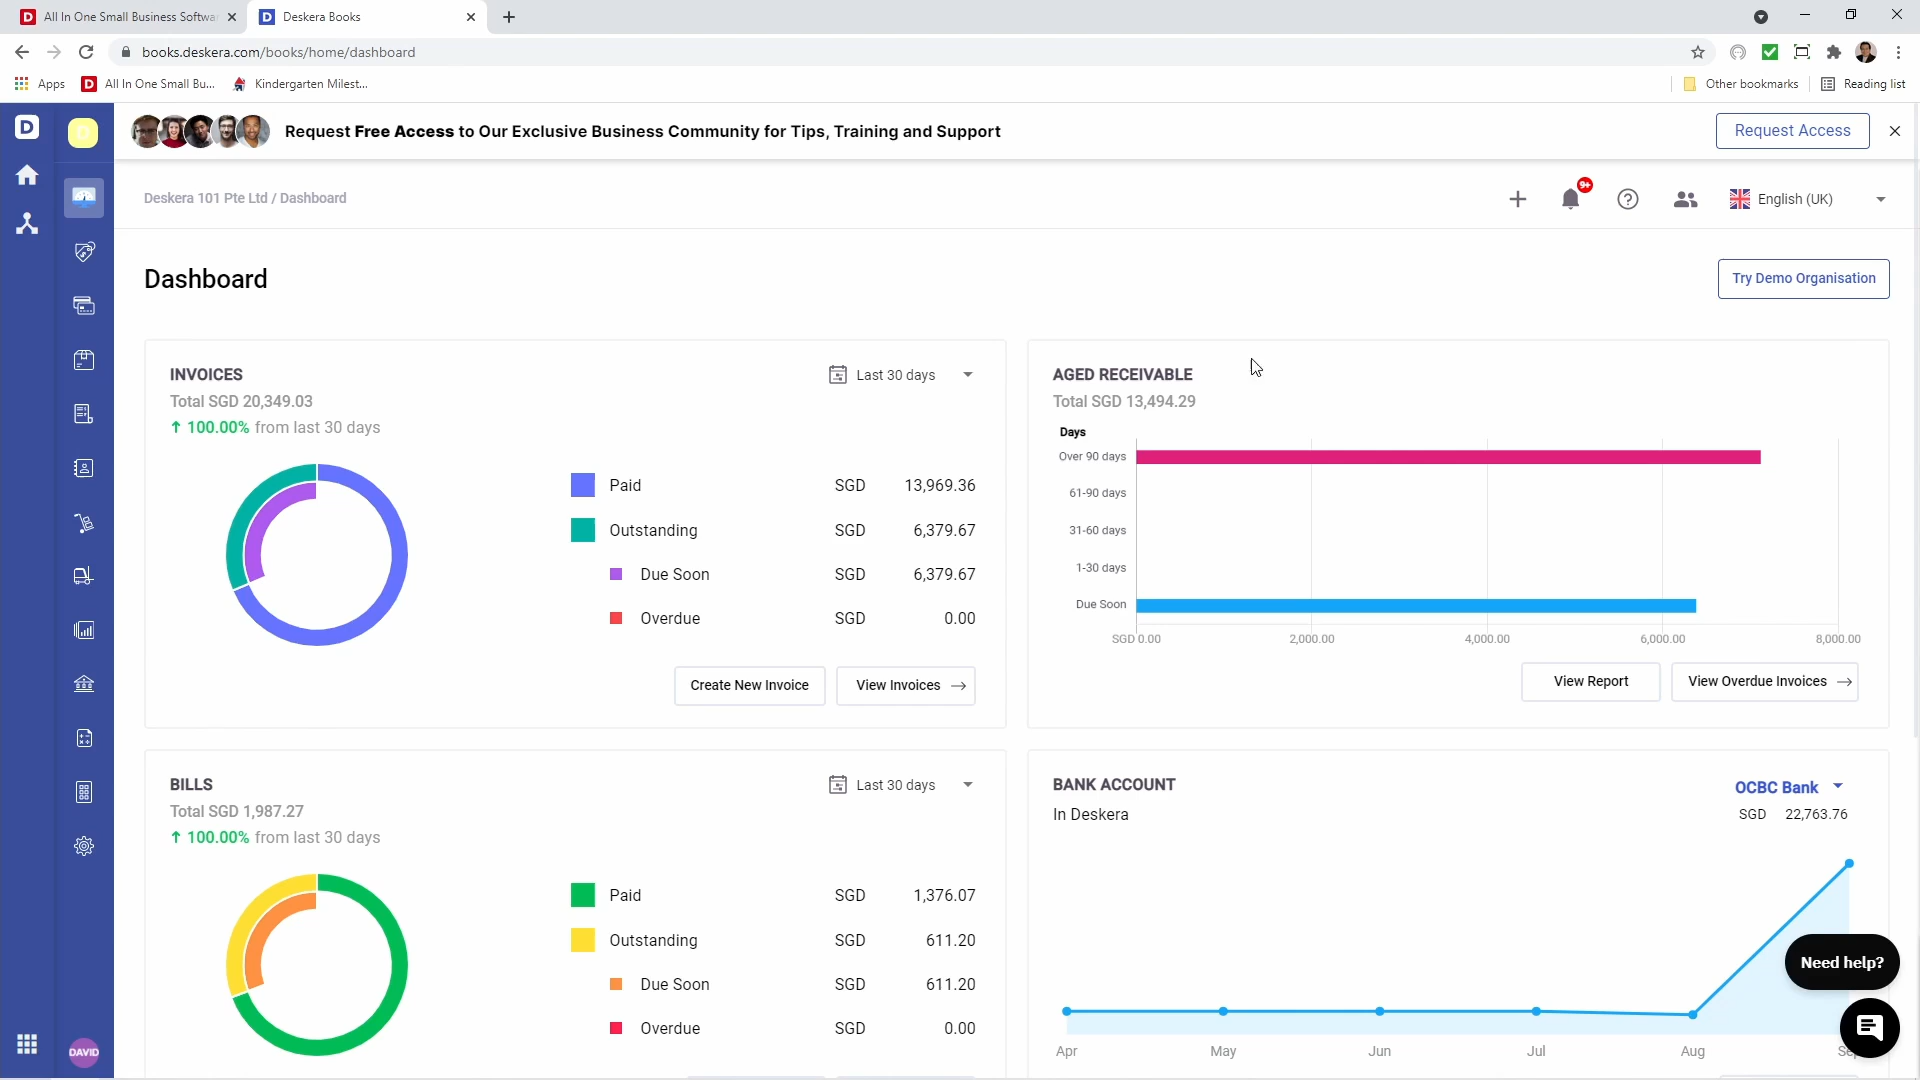 All In One Small Business Softwa
Deskera Books
books.deskera.com/books/home/dashboard
Apps
All In One Small Bu...
Kindergarten Milest...
Other bookmarks
Reading list
Request Free Access to Our Exclusive Business Community for Tips, Training and Support
Request Access
Deskera 101 Pte Ltd / Dashboard
9+
English (UK)
Dashboard
Try Demo Organisation
INVOICES
Last 30 days
Total SGD 20,349.03
↑ 100.00% from last 30 days
Paid SGD 13,969.36
Outstanding SGD 6,379.67
Due Soon SGD 6,379.67
Overdue SGD 0.00
Create New Invoice
View Invoices →
AGED RECEIVABLE
Total SGD 13,494.29
Days
Over 90 days
61-90 days
31-60 days
1-30 days
Due Soon
SGD 0.00 2,000.00 4,000.00 6,000.00 8,000.00
View Report
View Overdue Invoices →
BILLS
Last 30 days
Total SGD 1,987.27
↑ 100.00% from last 30 days
Paid SGD 1,376.07
Outstanding SGD 611.20
Due Soon SGD 611.20
Overdue SGD 0.00
BANK ACCOUNT
OCBC Bank
In Deskera
SGD 22,763.76
Need help?
Apr May Jun Jul Aug
DAVID